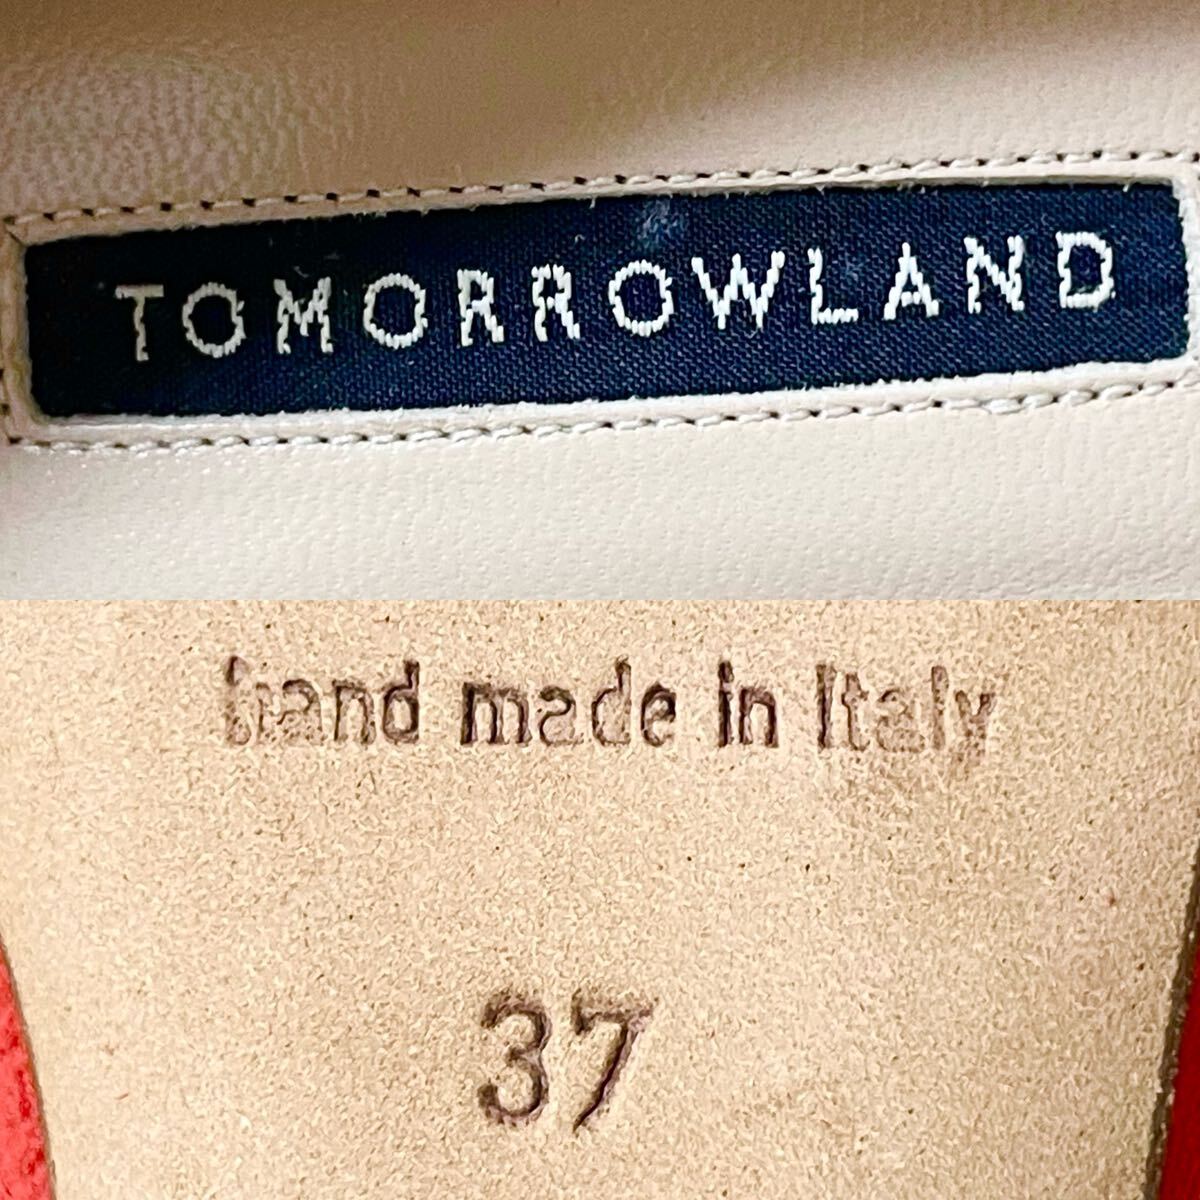 TOMORROWLAND
hand made in Italy
37